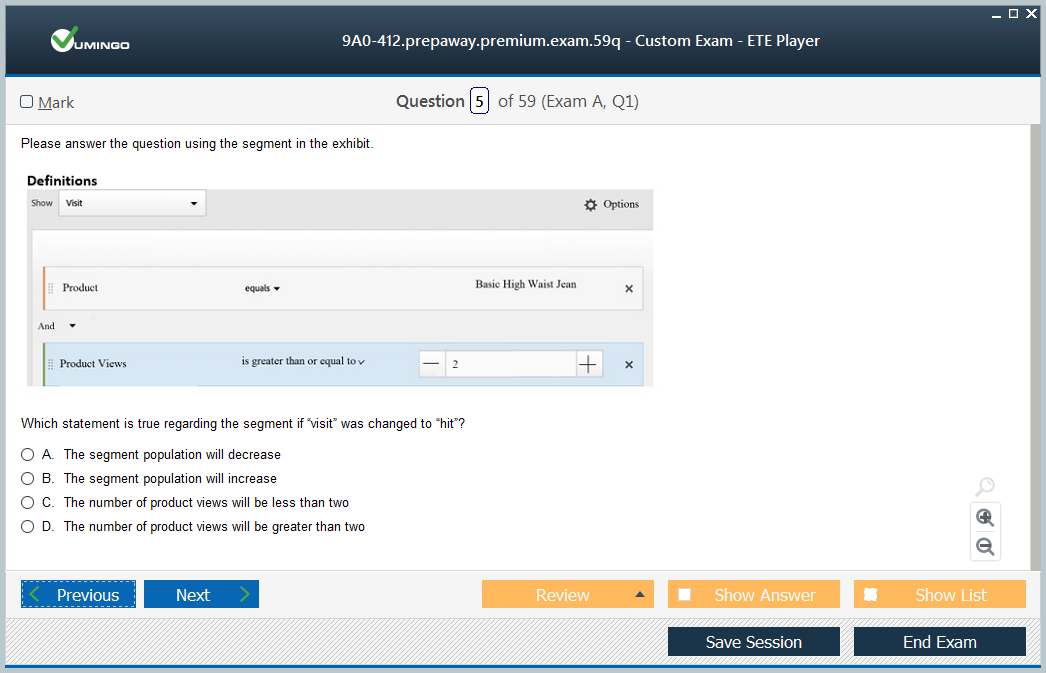 VUMINGO
9A0-412.prepaway.premium.exam.59q - Custom Exam - ETE Player
Mark
Question 5 of 59 (Exam A, Q1)
Please answer the question using the segment in the exhibit.
Definitions
Show Visit Options
Product equals Basic High Waist Jean
And
Product Views is greater than or equal to 2
Which statement is true regarding the segment if “visit” was changed to “hit”?
A. The segment population will decrease
B. The segment population will increase
C. The number of product views will be less than two
D. The number of product views will be greater than two
Previous Next Review Show Answer Show List
Save Session End Exam